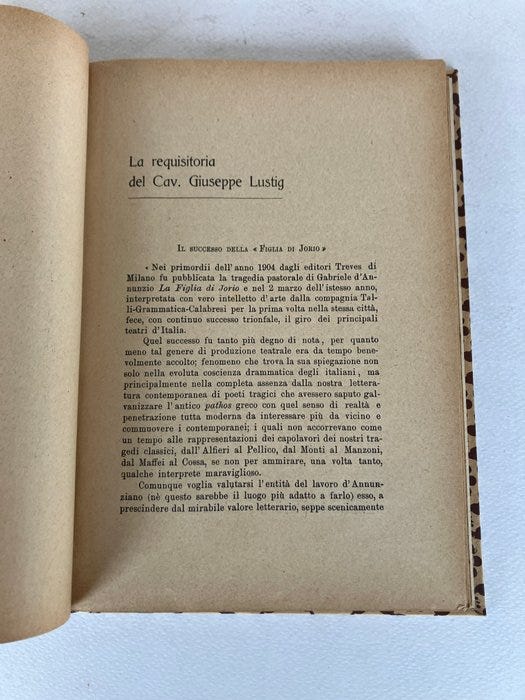 La requisitoria
del Cav. Giuseppe Lustig
IL SUCCESSO DELLA « FIGLIA DI JORIO »
« Nei primordii dell'anno 1904 dagli editori Treves di
Milano fu pubblicata la tragedia pastorale di Gabriele d'An-
nunzio La Figlia di Jorio e nel 2 marzo dell'istesso anno,
interpretata con vero intelletto d'arte dalla compagnia Tal-
li-Grammatica-Calabresi per la prima volta nella stessa città,
fece, con continuo successo trionfale, il giro dei principali
teatri d'Italia.
Quel successo fu tanto più degno di nota, per quanto
meno tal genere di produzione teatrale era da tempo bene-
volmente accolto; fenomeno che trova la sua spiegazione non
solo nella evoluta coscienza drammatica degli italiani, ma
principalmente nella completa assenza dalla nostra lettera-
tura contemporanea di poeti tragici che avessero saputo gal-
vanizzare l'antico pathos greco con quel senso di realtà e
penetrazione tutta moderna da interessare più da vicino e
commuovere i contemporanei; i quali non accorrevano come
un tempo alle rappresentazioni dei capolavori dei nostri tra-
gedi classici, dall'Alfieri al Pellico, dal Monti al Manzoni,
dal Maffei al Cossa, se non per ammirare, una volta tanto,
qualche interprete maraviglioso.
Comunque voglia valutarsi l'entità del lavoro d'Annun-
ziano (nè questo sarebbe il luogo più adatto a farlo) esso, a
prescindere dal mirabile valore letterario, seppe scenicamente